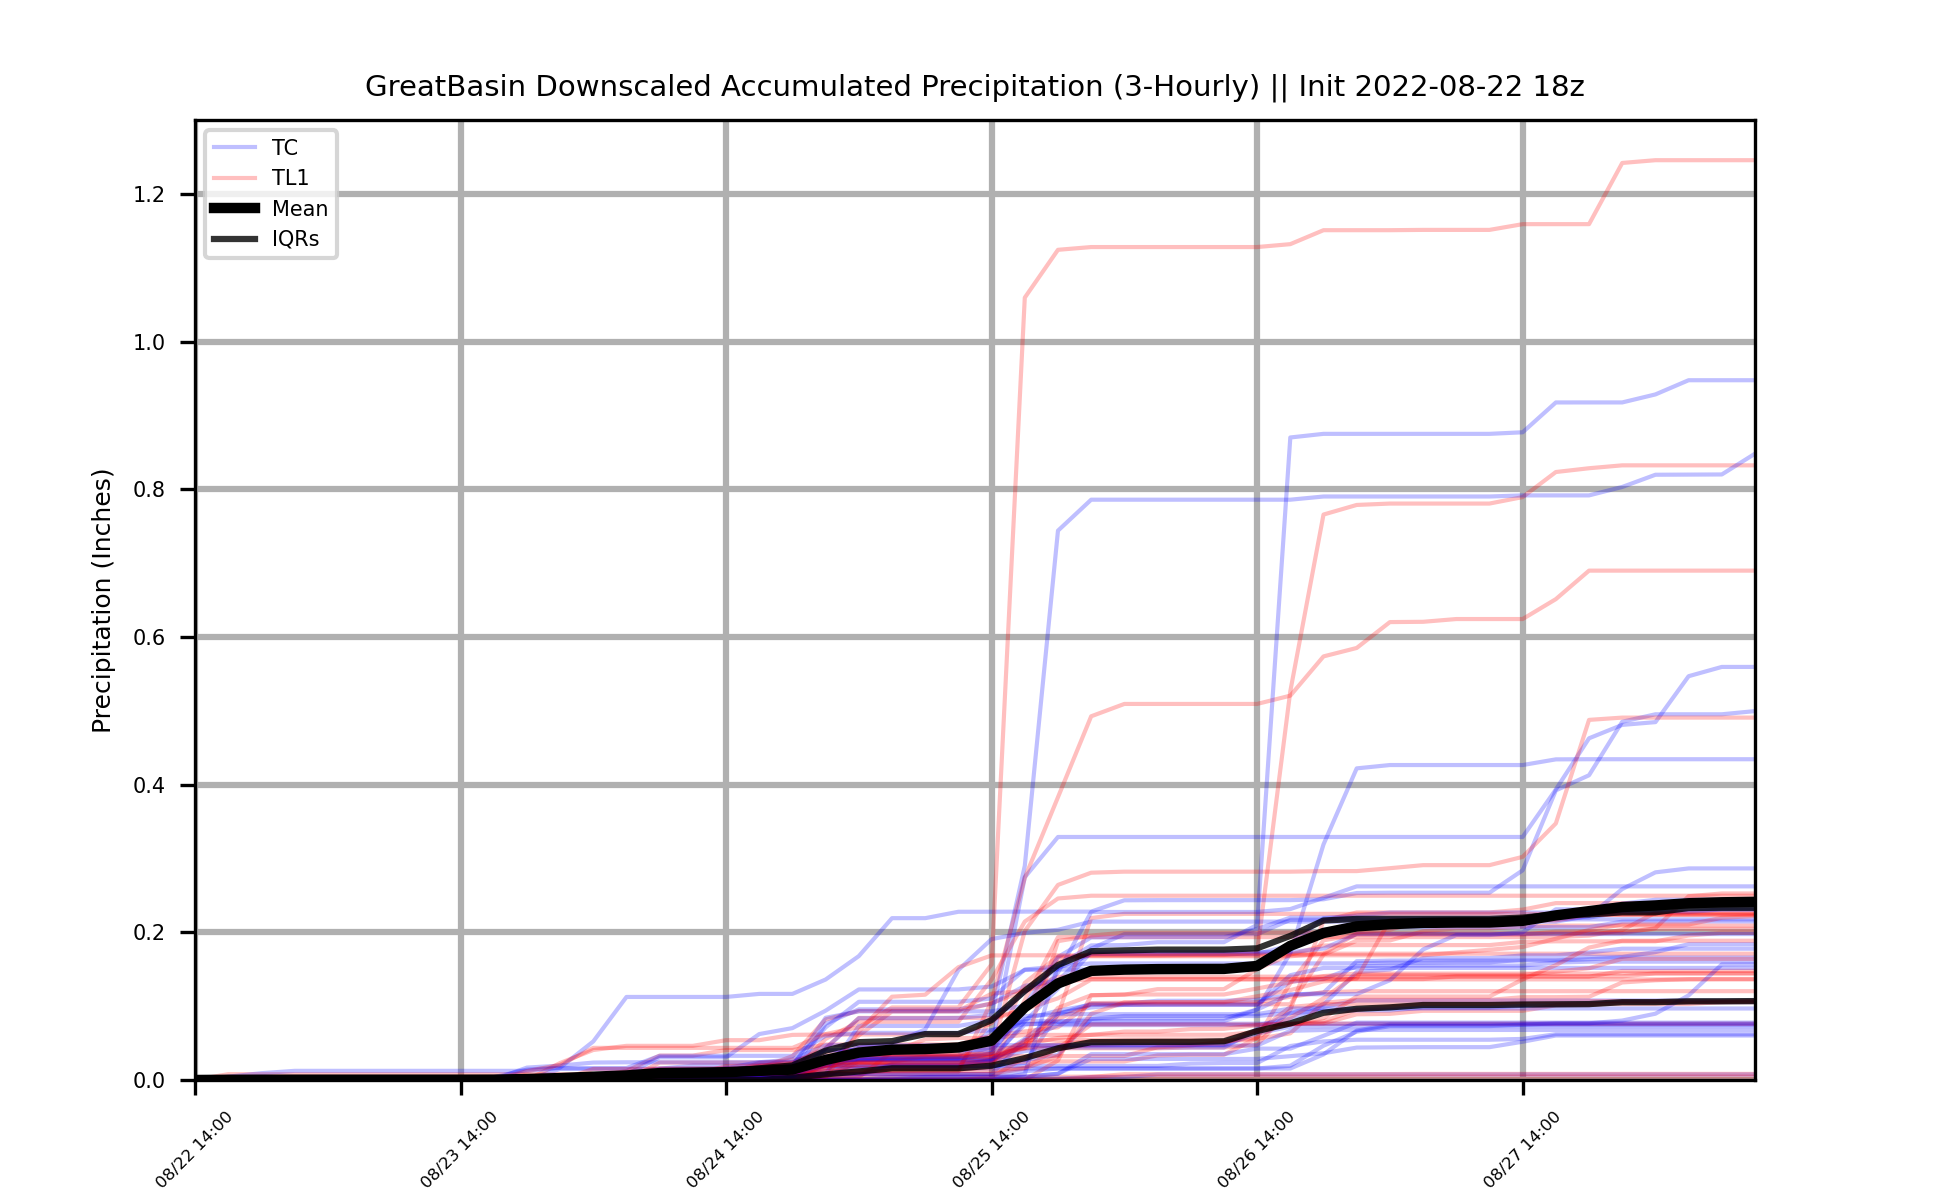 GreatBasin Downscaled Accumulated Precipitation (3-Hourly) || Init 2022-08-22 18z
TC
TL1
Mean
IQRs
Precipitation (Inches)
1.2
1.0
0.8
0.6
0.4
0.2
0.0
08/22 14:00
08/23 14:00
08/24 14:00
08/25 14:00
08/26 14:00
08/27 14:00